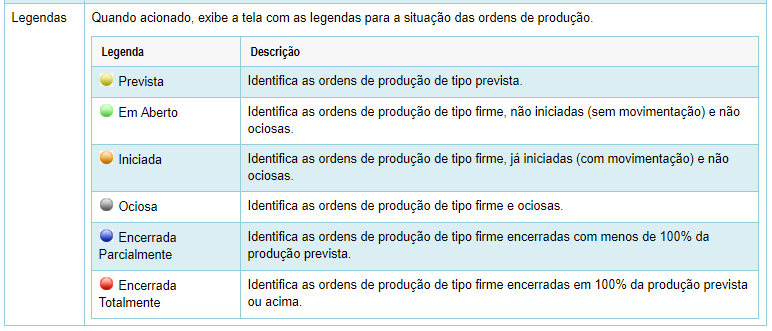 Legendas
Quando acionado, exibe a tela com as legendas para a situação das ordens de produção.
Legenda
Descrição
Prevista
Identifica as ordens de produção de tipo prevista.
Em Aberto
Identifica as ordens de produção de tipo firme, não iniciadas (sem movimentação) e não
ociosas.
Iniciada
Identifica as ordens de produção de tipo firme, já iniciadas (com movimentação) e não
ociosas.
Ociosa
Identifica as ordens de produção de tipo firme e ociosas.
Encerrada
Parcialmente
Identifica as ordens de produção de tipo firme encerradas com menos de 100% da
produção prevista.
Encerrada
Totalmente
Identifica as ordens de produção de tipo firme encerradas em 100% da produção prevista
ou acima.